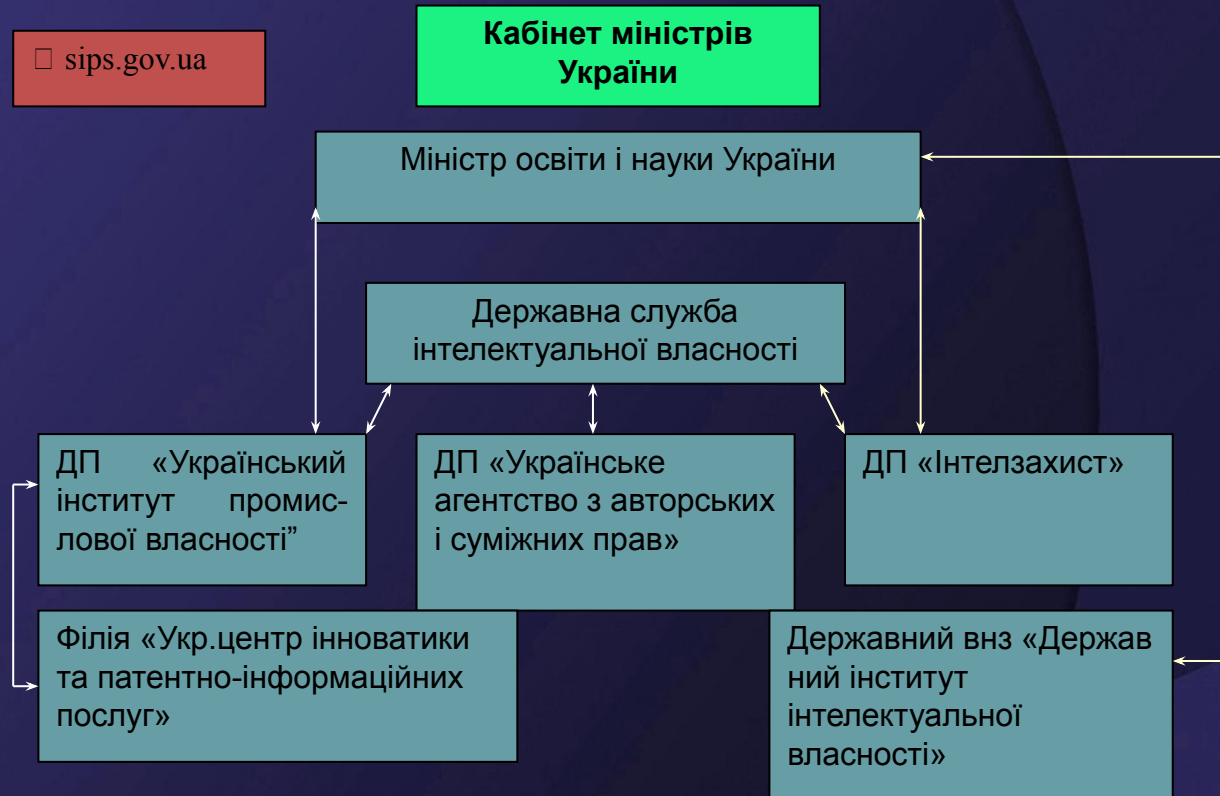 □ sips.gov.ua
Кабінет міністрів
України
Міністр освіти і науки України
Державна служба
інтелектуальної власності
ДП «Український
інститут промис-
лової власності”
ДП «Українське
агентство з авторських
і суміжних прав»
ДП «Інтелзахист»
Філія «Укр.центр інноватики
та патентно-інформаційних
послуг»
Державний внз «Держав
ний інститут
інтелектуальної
власності»